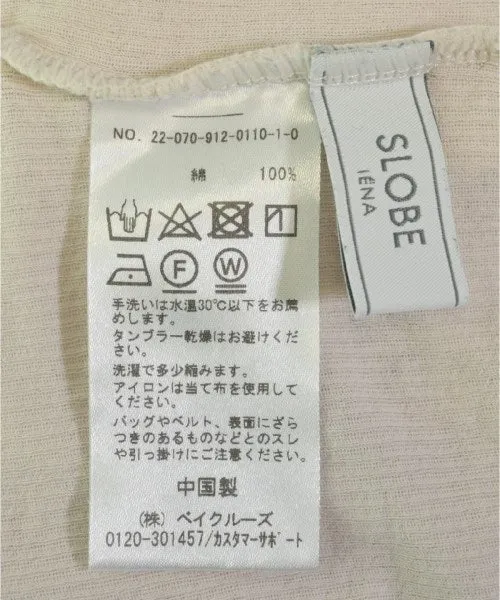 NO. 22-070-912-0110-1-0
綿 100%
F W
手洗いは水温30℃以下をお薦
めします。
タンブラー乾燥はお避けくだ
さい。
洗濯で多少縮みます。
アイロンは当て布を使用して
ください。
バッグやベルト、表面にざら
つきのあるものなどとのスレ
や引っ掛けにご注意ください。
中国製
(株) ベイクルーズ
0120-301457/カスタマーサポート
SLOBE
IÉNA